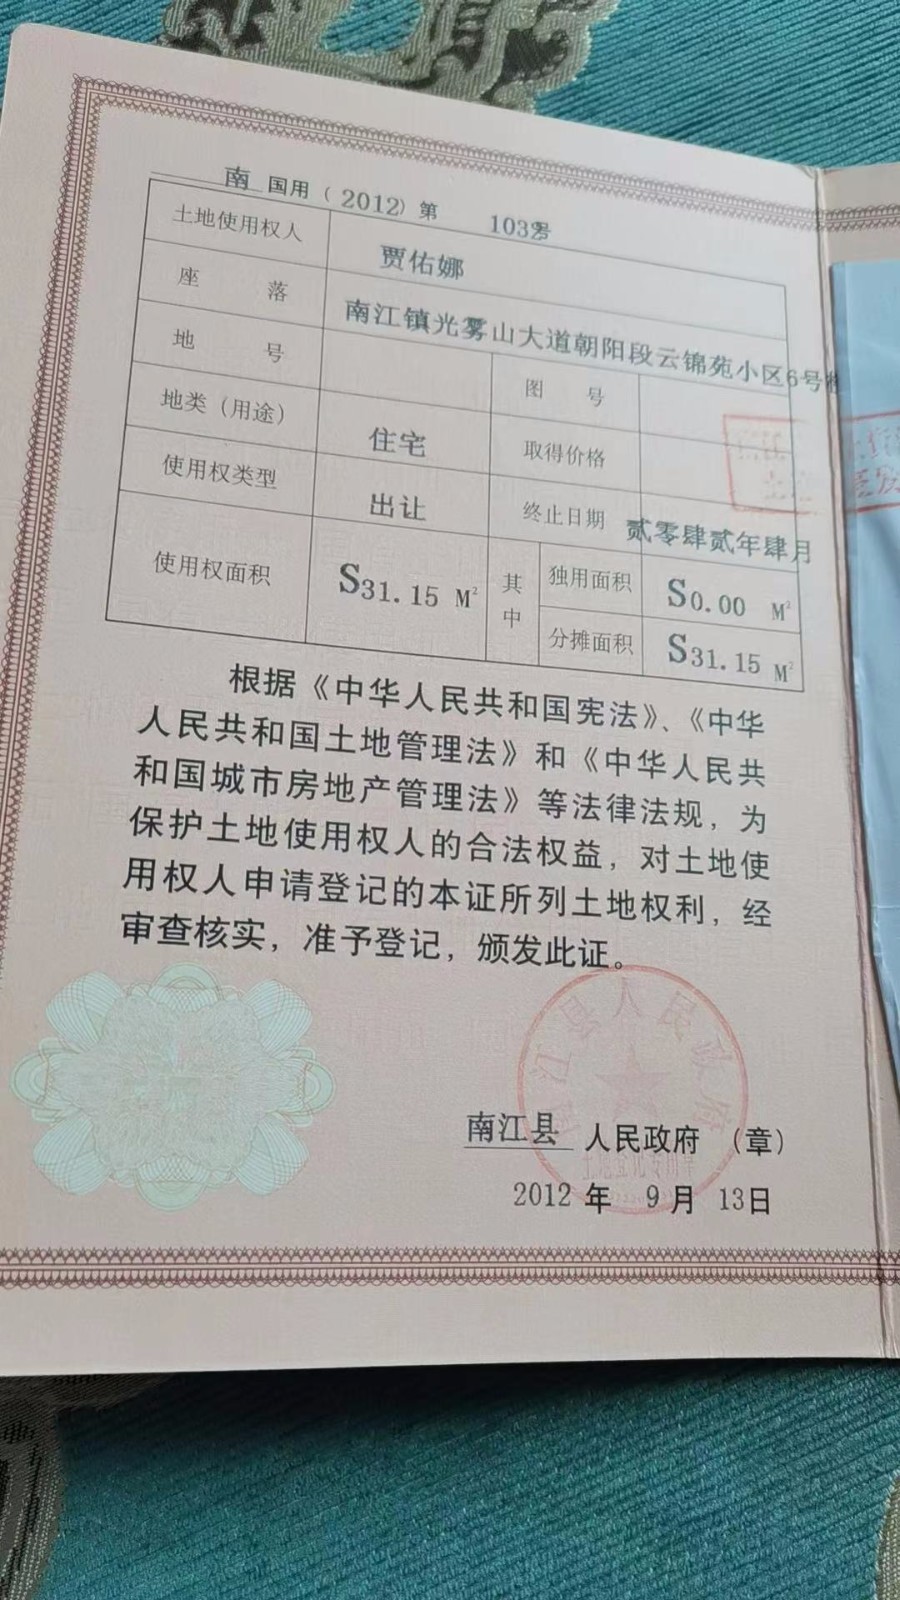 南 国用（2012）第 103 号
土地使用权人 贾佑娜
座 落 南江镇光雾山大道朝阳段云锦苑小区6号
地 号 图 号
地类（用途） 住宅 取得价格
使用权类型 出让 终止日期 贰零肆贰年肆月
使用权面积 S31.15 M² 其中 独用面积 S0.00 M²
分摊面积 S31.15 M²
根据《中华人民共和国宪法》、《中华
人民共和国土地管理法》和《中华人民共
和国城市房地产管理法》等法律法规，为
保护土地使用权人的合法权益，对土地使
用权人申请登记的本证所列土地权利，经
审查核实，准予登记，颁发此证。
南江县人民政府
南江县 人民政府 （章）
2012 年 9 月 13日